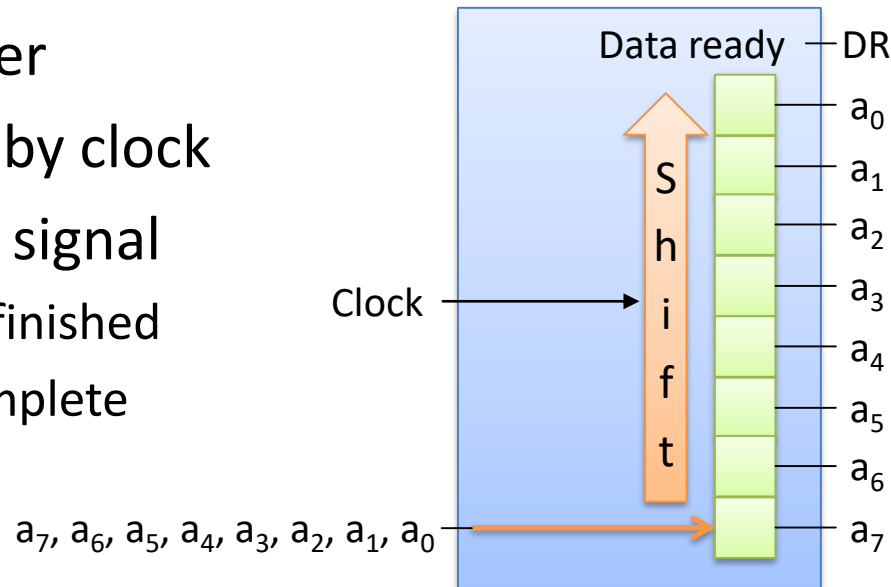 er
by clock
signal
finished
nplete
Data ready
DR
a₀
a₁
a₂
a₃
a₄
a₅
a₆
a₇
Shift
Clock
a₇, a₆, a₅, a₄, a₃, a₂, a₁, a₀